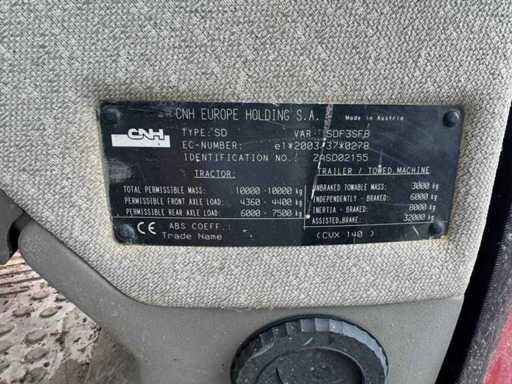 CNH EUROPE HOLDING S.A. Made in Austria
CNH TYPE: SD VAR.: SDF3SFB
EC-NUMBER: e1*2003/37*0278
IDENTIFICATION NO.: ZASD02155
TRACTOR: TRAILER / TOWED MACHINE
TOTAL PERMISSIBLE MASS: 10000 - 10000 kg UNBRAKED TOWABLE MASS: 3000 kg
PERMISSIBLE FRONT AXLE LOAD: 4360 - 4400 kg INDEPENDENTLY - BRAKED: 6000 kg
PERMISSIBLE REAR AXLE LOAD: 6000 - 7500 kg INERTIA - BRAKED: 8000 kg
ASSISTED.BRAKE: 32000 kg
CE ABS COEFF.:
Trade Name (CVX 140)